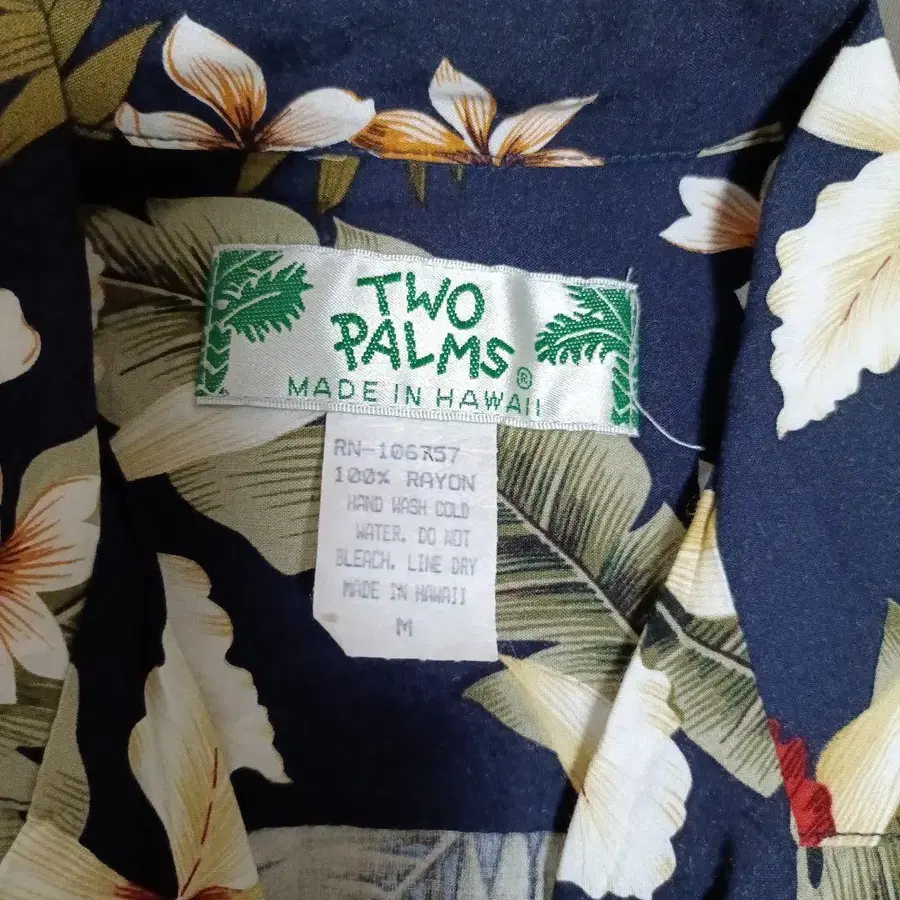 TWO
PALMS®
MADE IN HAWAII
RN-106757
100% RAYON
HAND WASH COLD
WATER. DO NOT
BLEACH. LINE DRY
MADE IN HAWAII
M